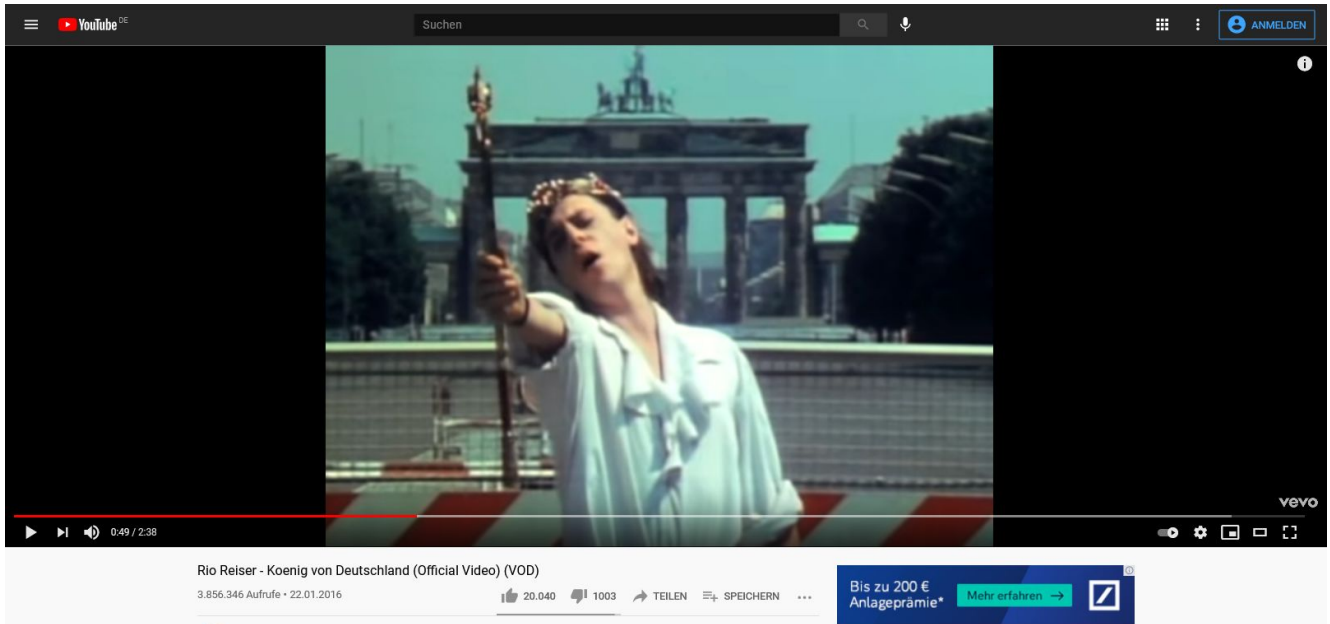 YouTube DE
Suchen
ANMELDEN
vevo
0:49 / 2:38
Rio Reiser - Koenig von Deutschland (Official Video) (VOD)
3.856.346 Aufrufe • 22.01.2016
20.040
1003
TEILEN
SPEICHERN
Bis zu 200 €
Anlageprämie*
Mehr erfahren →